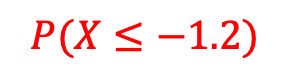 P(X ≤ −1.2)